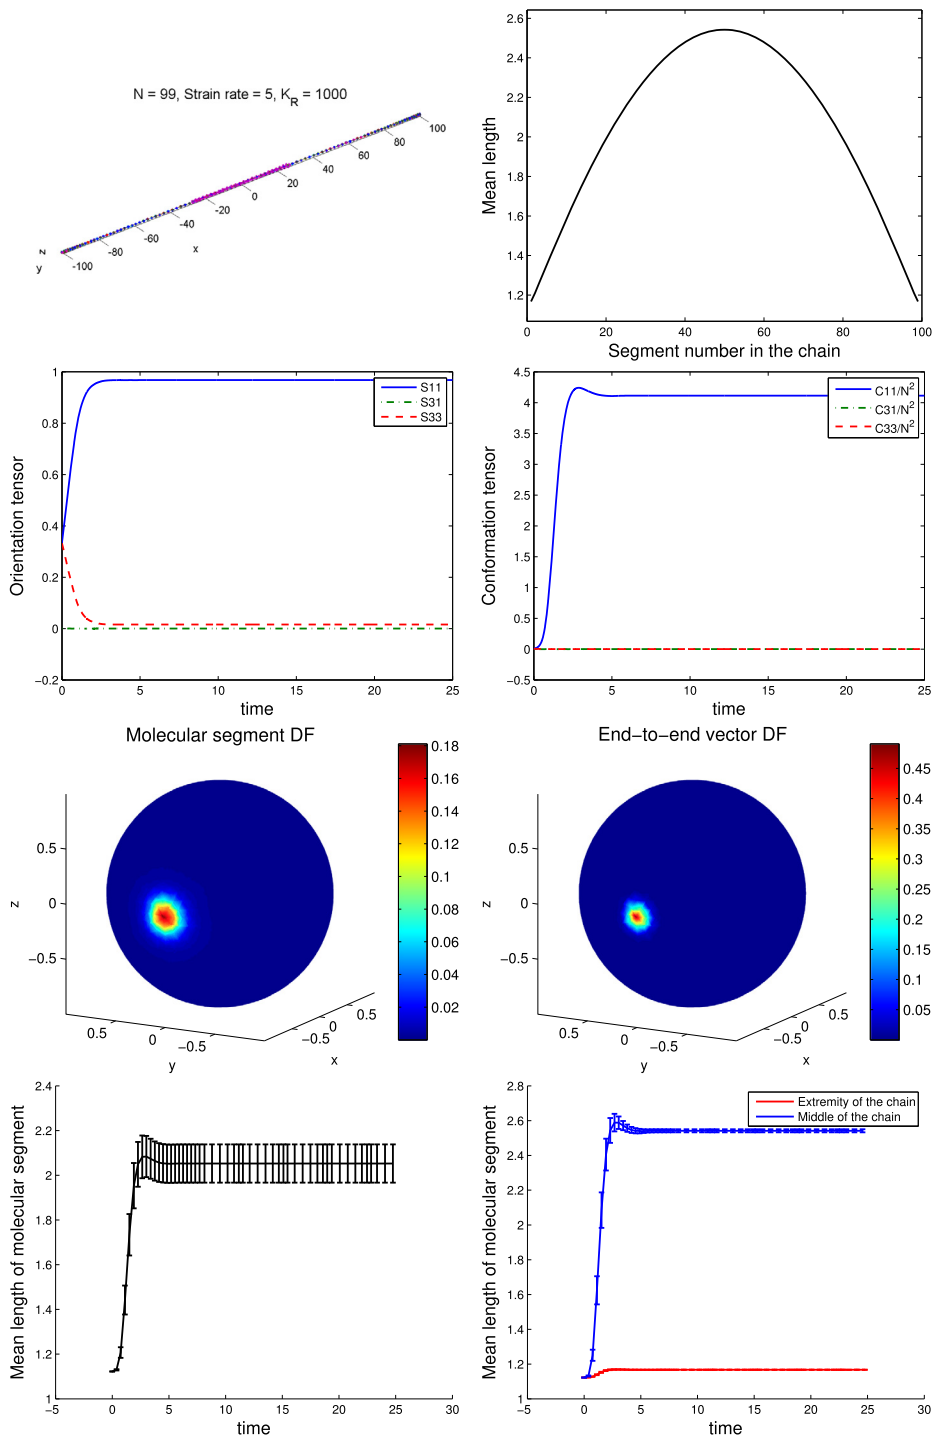 N = 99, Strain rate = 5, K_R = 1000
100
80
60
40
20
0
−20
−40
−60
−80
−100
x
z
y
2.6
2.4
2.2
2
1.8
1.6
1.4
1.2
0 20 40 60 80 100
Mean length
Segment number in the chain
1
0.8
0.6
0.4
0.2
0
−0.2
0 5 10 15 20 25
Orientation tensor
time
S11
S31
S33
4.5
4
3.5
3
2.5
2
1.5
1
0.5
0
−0.5
0 5 10 15 20 25
Conformation tensor
time
C11/N²
C31/N²
C33/N²
Molecular segment DF
0.5
0
−0.5
z
0.5 0 −0.5
y
−0.5 0 0.5
x
0.18
0.16
0.14
0.12
0.10
0.08
0.06
0.04
0.02
End−to−end vector DF
0.5
0
−0.5
z
0.5 0 −0.5
y
−0.5 0 0.5
x
0.45
0.4
0.35
0.3
0.25
0.2
0.15
0.1
0.05
2.4
2.2
2
1.8
1.6
1.4
1.2
1
−5 0 5 10 15 20 25 30
Mean length of molecular segment
time
2.8
2.6
2.4
2.2
2
1.8
1.6
1.4
1.2
1
−5 0 5 10 15 20 25 30
Mean length of molecular segment
time
Extremity of the chain
Middle of the chain